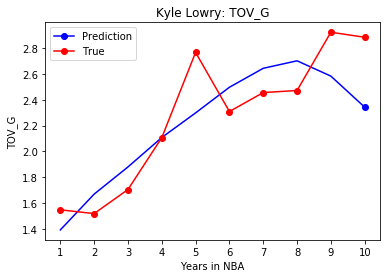 Kyle Lowry: TOV_G
Prediction
True
TOV_G
2.8
2.6
2.4
2.2
2.0
1.8
1.6
1.4
1 2 3 4 5 6 7 8 9 10
Years in NBA